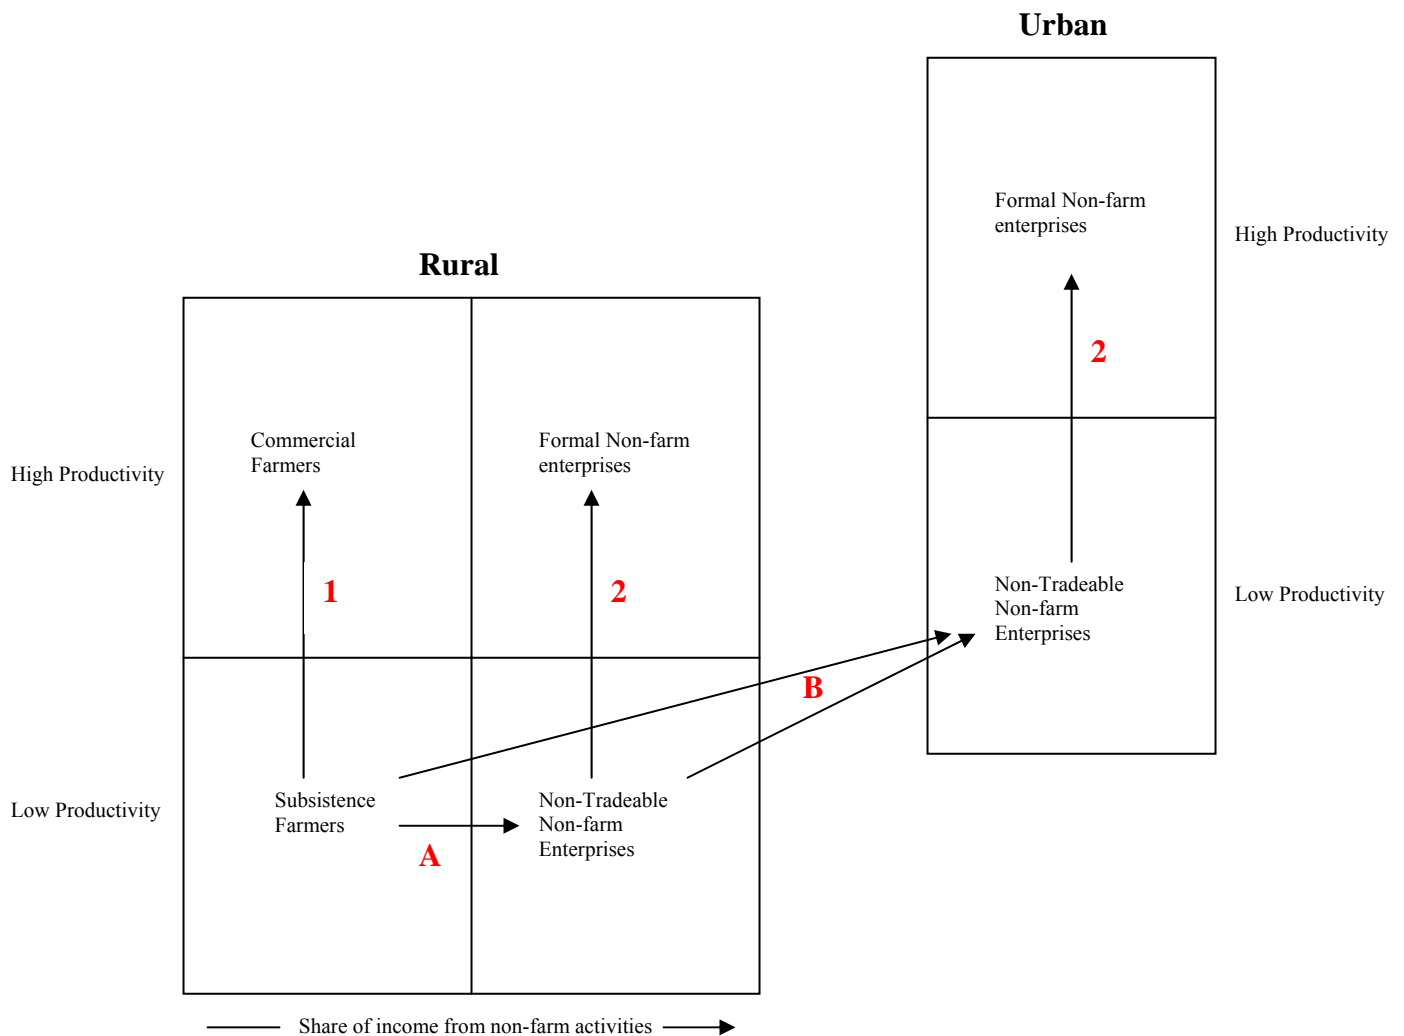 Urban
Formal Non-farm
enterprises
High Productivity
Rural
2
Commercial
Farmers
Formal Non-farm
enterprises
High Productivity
1
2
Non-Tradeable
Non-farm
Enterprises
Low Productivity
B
Subsistence
Farmers
Non-Tradeable
Non-farm
Enterprises
Low Productivity
A
Share of income from non-farm activities